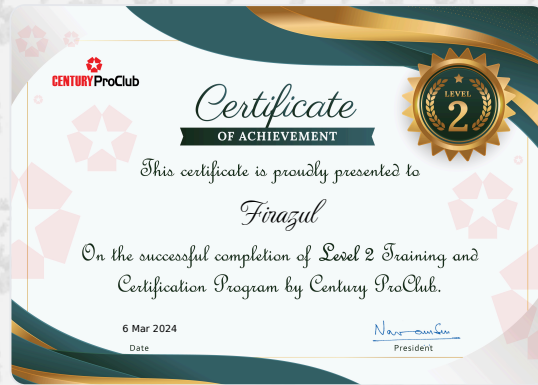 CENTURY ProClub
Certificate
OF ACHIEVEMENT
LEVEL
2
This certificate is proudly presented to
Firazul
On the successful completion of Level 2 Training and
Certification Program by Century ProClub.
6 Mar 2024
Date
President